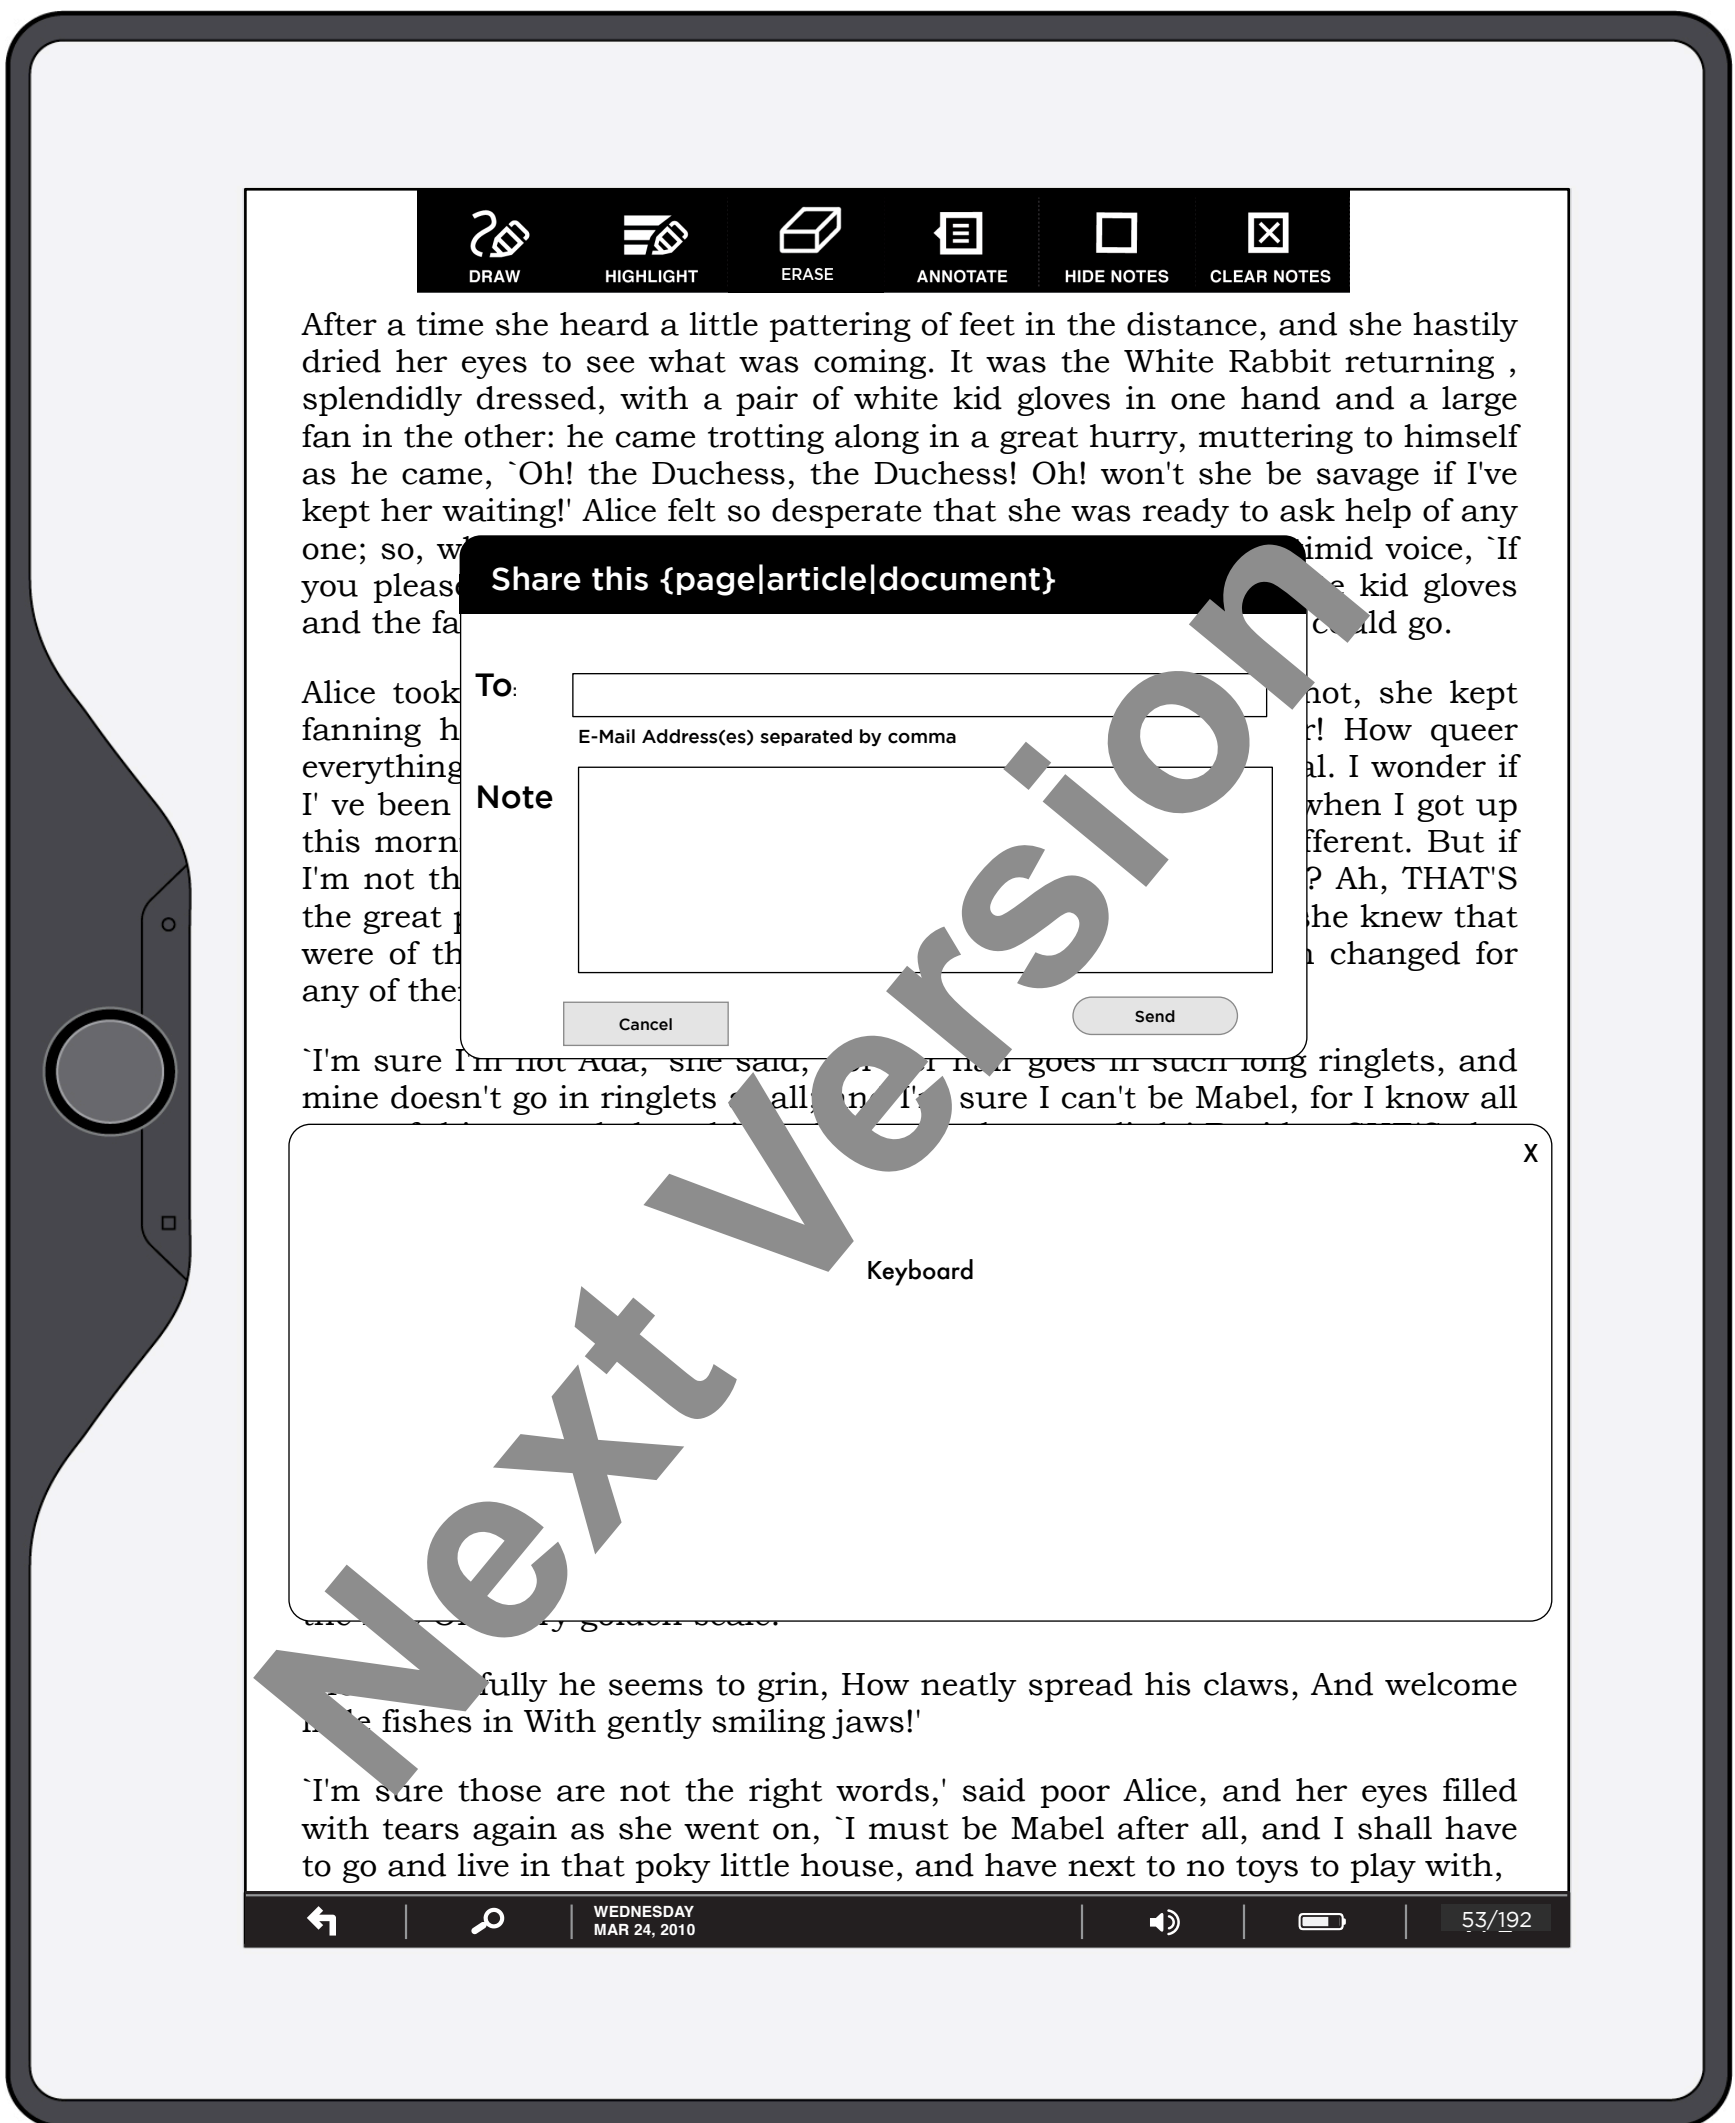 DRAW HIGHLIGHT ERASE ANNOTATE HIDE NOTES CLEAR NOTES
After a time she heard a little pattering of feet in the distance, and she hastily
dried her eyes to see what was coming. It was the White Rabbit returning ,
splendidly dressed, with a pair of white kid gloves in one hand and a large
fan in the other: he came trotting along in a great hurry, muttering to himself
as he came, `Oh! the Duchess, the Duchess! Oh! won't she be savage if I've
kept her waiting!' Alice felt so desperate that she was ready to ask help of any
one; so, voice, `If
you kid gloves
and the go.
Share this {page|article|document}
To:
E-Mail Address(es) separated by comma
Note
Cancel Send
Alice took not, she kept
fanning How queer
everything I wonder if
I' ve been when I got up
this But if
I'm not ? Ah, THAT'S
the great she knew that
were of changed for
any of
`I'm sure I'm not Ada,' she said, goes in such long ringlets, and
mine doesn't go in ringlets at all; and I'm sure I can't be Mabel, for I know all
X
Keyboard
golden scale.
he seems to grin, How neatly spread his claws, And welcome
fishes in With gently smiling jaws!'
`I'm sure those are not the right words,' said poor Alice, and her eyes filled
with tears again as she went on, `I must be Mabel after all, and I shall have
to go and live in that poky little house, and have next to no toys to play with,
WEDNESDAY
MAR 24, 2010
53/192
Next Version